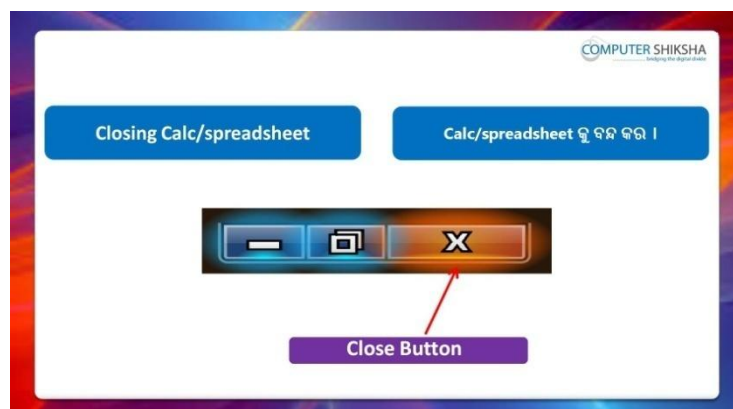 COMPUTER SHIKSHA
bridging the digital divide
Closing Calc/spreadsheet
Calc/spreadsheet କୁ ବନ୍ଦ କର ।
Close Button